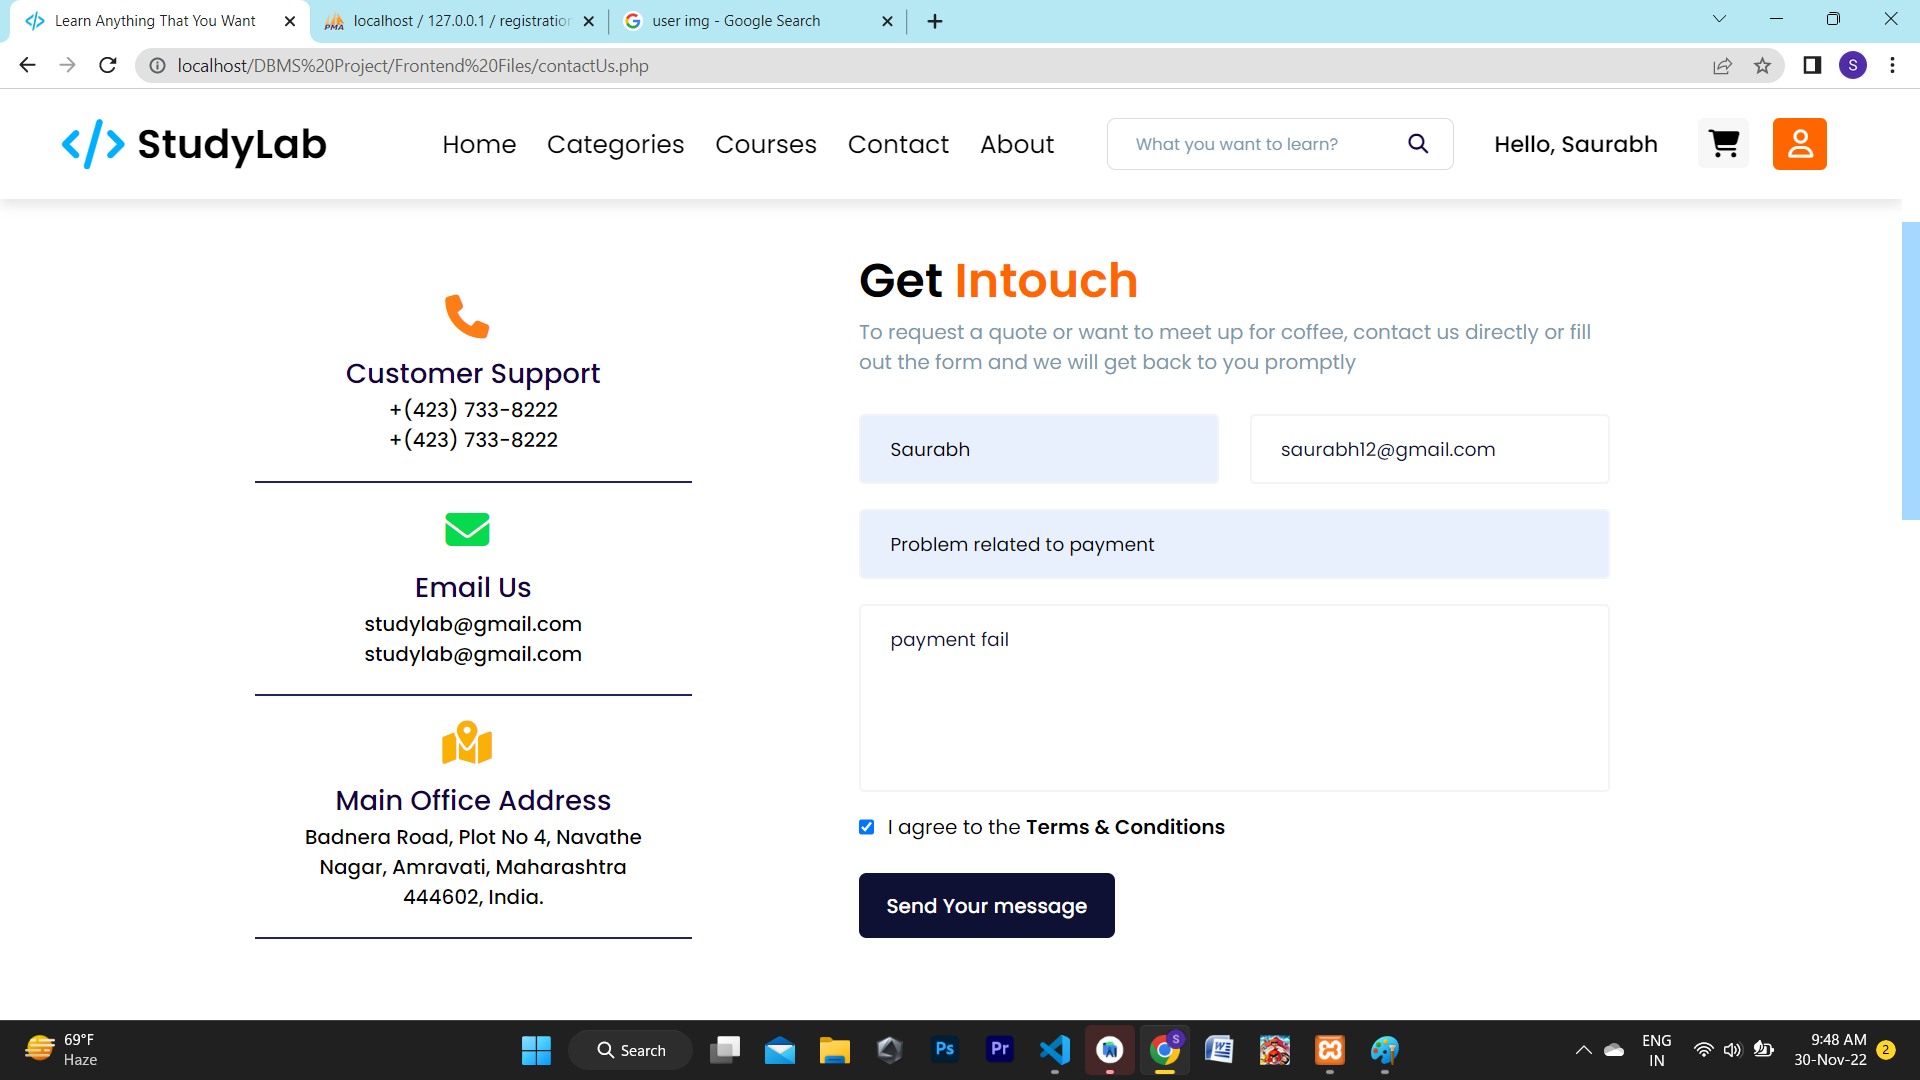 Learn Anything That You Want
localhost / 127.0.0.1 / registration
user img - Google Search
localhost/DBMS%20Project/Frontend%20Files/contactUs.php
S
</> StudyLab
Home
Categories
Courses
Contact
About
What you want to learn?
Hello, Saurabh
Customer Support
+(423) 733-8222
+(423) 733-8222
Email Us
studylab@gmail.com
studylab@gmail.com
Main Office Address
Badnera Road, Plot No 4, Navathe
Nagar, Amravati, Maharashtra
444602, India.
Get Intouch
To request a quote or want to meet up for coffee, contact us directly or fill
out the form and we will get back to you promptly
Saurabh
saurabh12@gmail.com
Problem related to payment
payment fail
I agree to the Terms & Conditions
Send Your message
69°F
Haze
Search
Ps
Pr
S
W
ENG
IN
9:48 AM
30-Nov-22
2